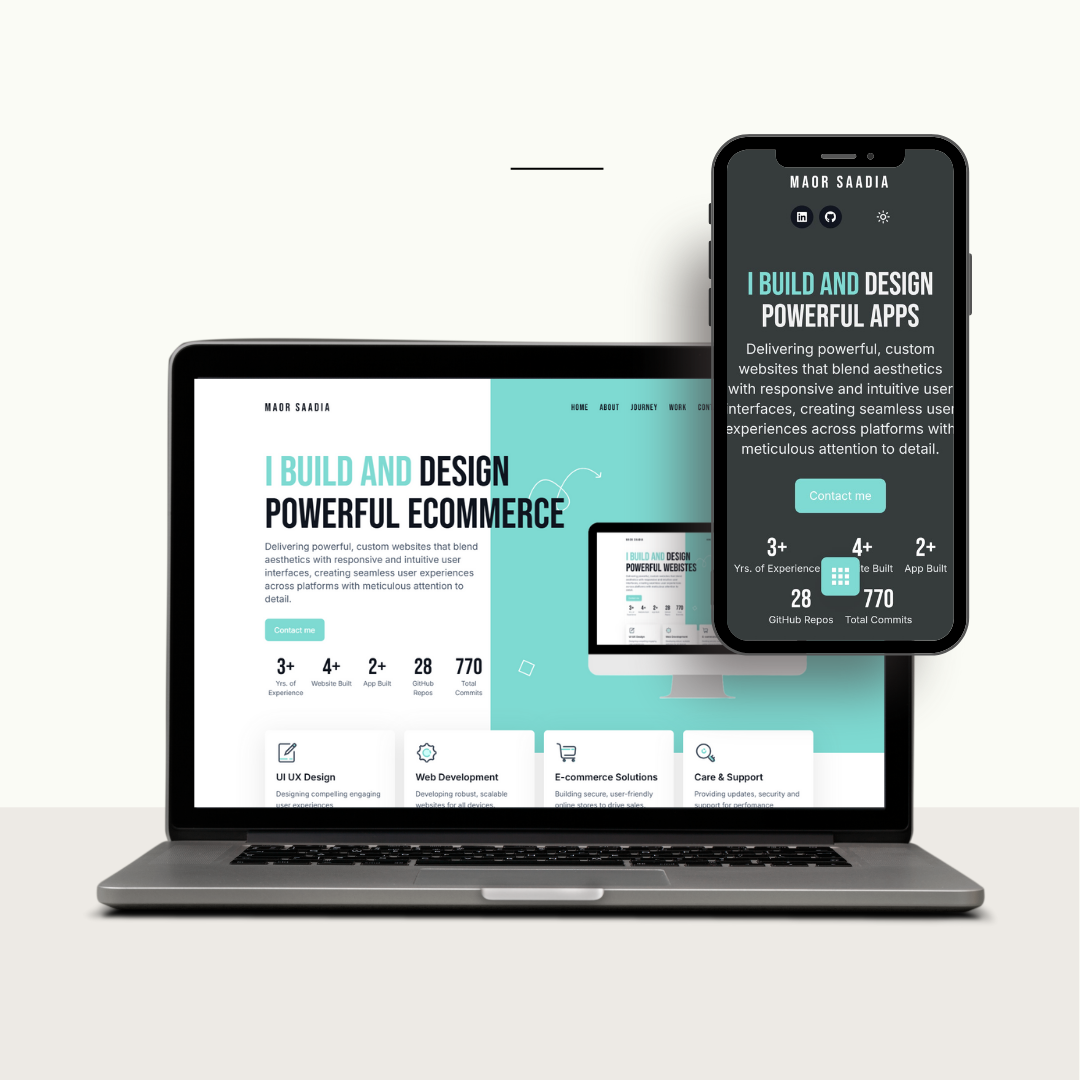 MAOR SAADIA
I BUILD AND DESIGN
POWERFUL APPS
Delivering powerful, custom
websites that blend aesthetics
with responsive and intuitive user
interfaces, creating seamless user
experiences across platforms with
meticulous attention to detail.
Contact me
3+ 4+ 2+
Yrs. of Experience te Built App Built
28 770
GitHub Repos Total Commits
MAOR SAADIA
HOME ABOUT JOURNEY WORK
I BUILD AND DESIGN
POWERFUL ECOMMERCE
Delivering powerful, custom websites that blend
aesthetics with responsive and intuitive user
interfaces, creating seamless user experiences
across platforms with meticulous attention to
detail.
Contact me
3+ 4+ 2+ 28 770
Yrs. of Website Built App Built GitHub Total
Experience Repos Commits
I BUILD AND DESIGN
POWERFUL WEBISTES
UI UX Design
Designing compelling engaging
user experiences
Web Development
Developing robust, scalable
websites for all devices.
E-commerce Solutions
Building secure, user-friendly
online stores to drive sales.
Care & Support
Providing updates, security and
support for perfomance